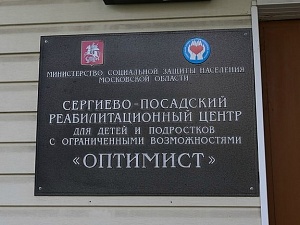 МИНИСТЕРСТВО СОЦИАЛЬНОЙ ЗАЩИТЫ НАСЕЛЕНИЯ
МОСКОВСКОЙ ОБЛАСТИ
СЕРГИЕВО-ПОСАДСКИЙ
РЕАБИЛИТАЦИОННЫЙ ЦЕНТР
ДЛЯ ДЕТЕЙ И ПОДРОСТКОВ
С ОГРАНИЧЕННЫМИ ВОЗМОЖНОСТЯМИ
«ОПТИМИСТ»